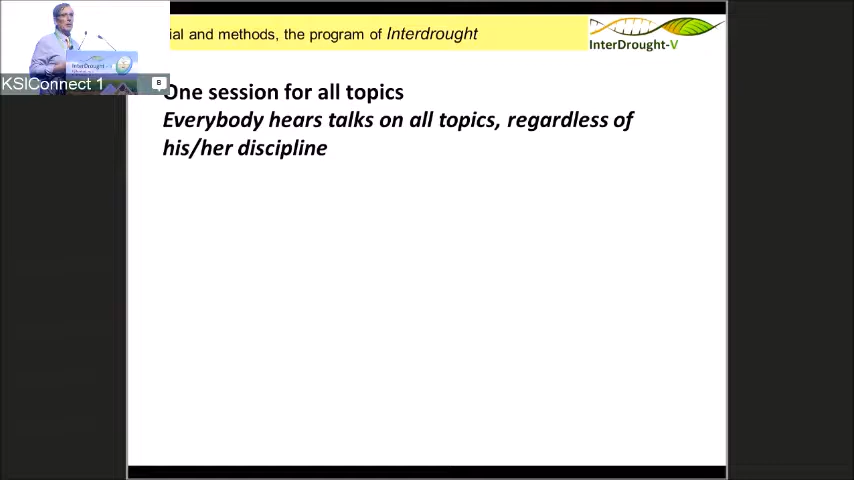 ial and methods, the program of Interdrought
InterDrought-V
InterDrought-V
KSIConnect 1
B
One session for all topics
Everybody hears talks on all topics, regardless of
his/her discipline